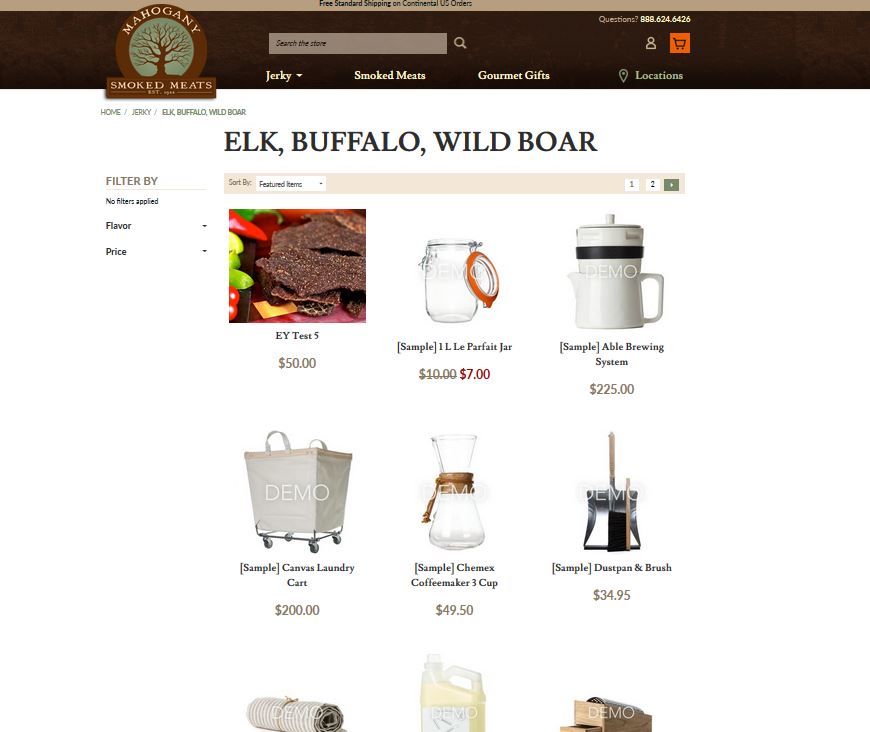 Free Standard Shipping on Continental US Orders
Questions? 888.624.6426
MAHOGANY
SMOKED MEATS
EST. 1922
Search the store
Jerky
Smoked Meats
Gourmet Gifts
Locations
HOME / JERKY / ELK, BUFFALO, WILD BOAR
ELK, BUFFALO, WILD BOAR
FILTER BY
No filters applied
Flavor
Price
Sort By: Featured Items
1 2
DEMO
DEMO
EY Test 5
$50.00
[Sample] 1 L Le Parfait Jar
$10.00 $7.00
[Sample] Able Brewing
System
$225.00
DEMO
DEMO
DEMO
[Sample] Canvas Laundry
Cart
$200.00
[Sample] Chemex
Coffeemaker 3 Cup
$49.50
[Sample] Dustpan & Brush
$34.95
DEMO
DEMO
DEMO